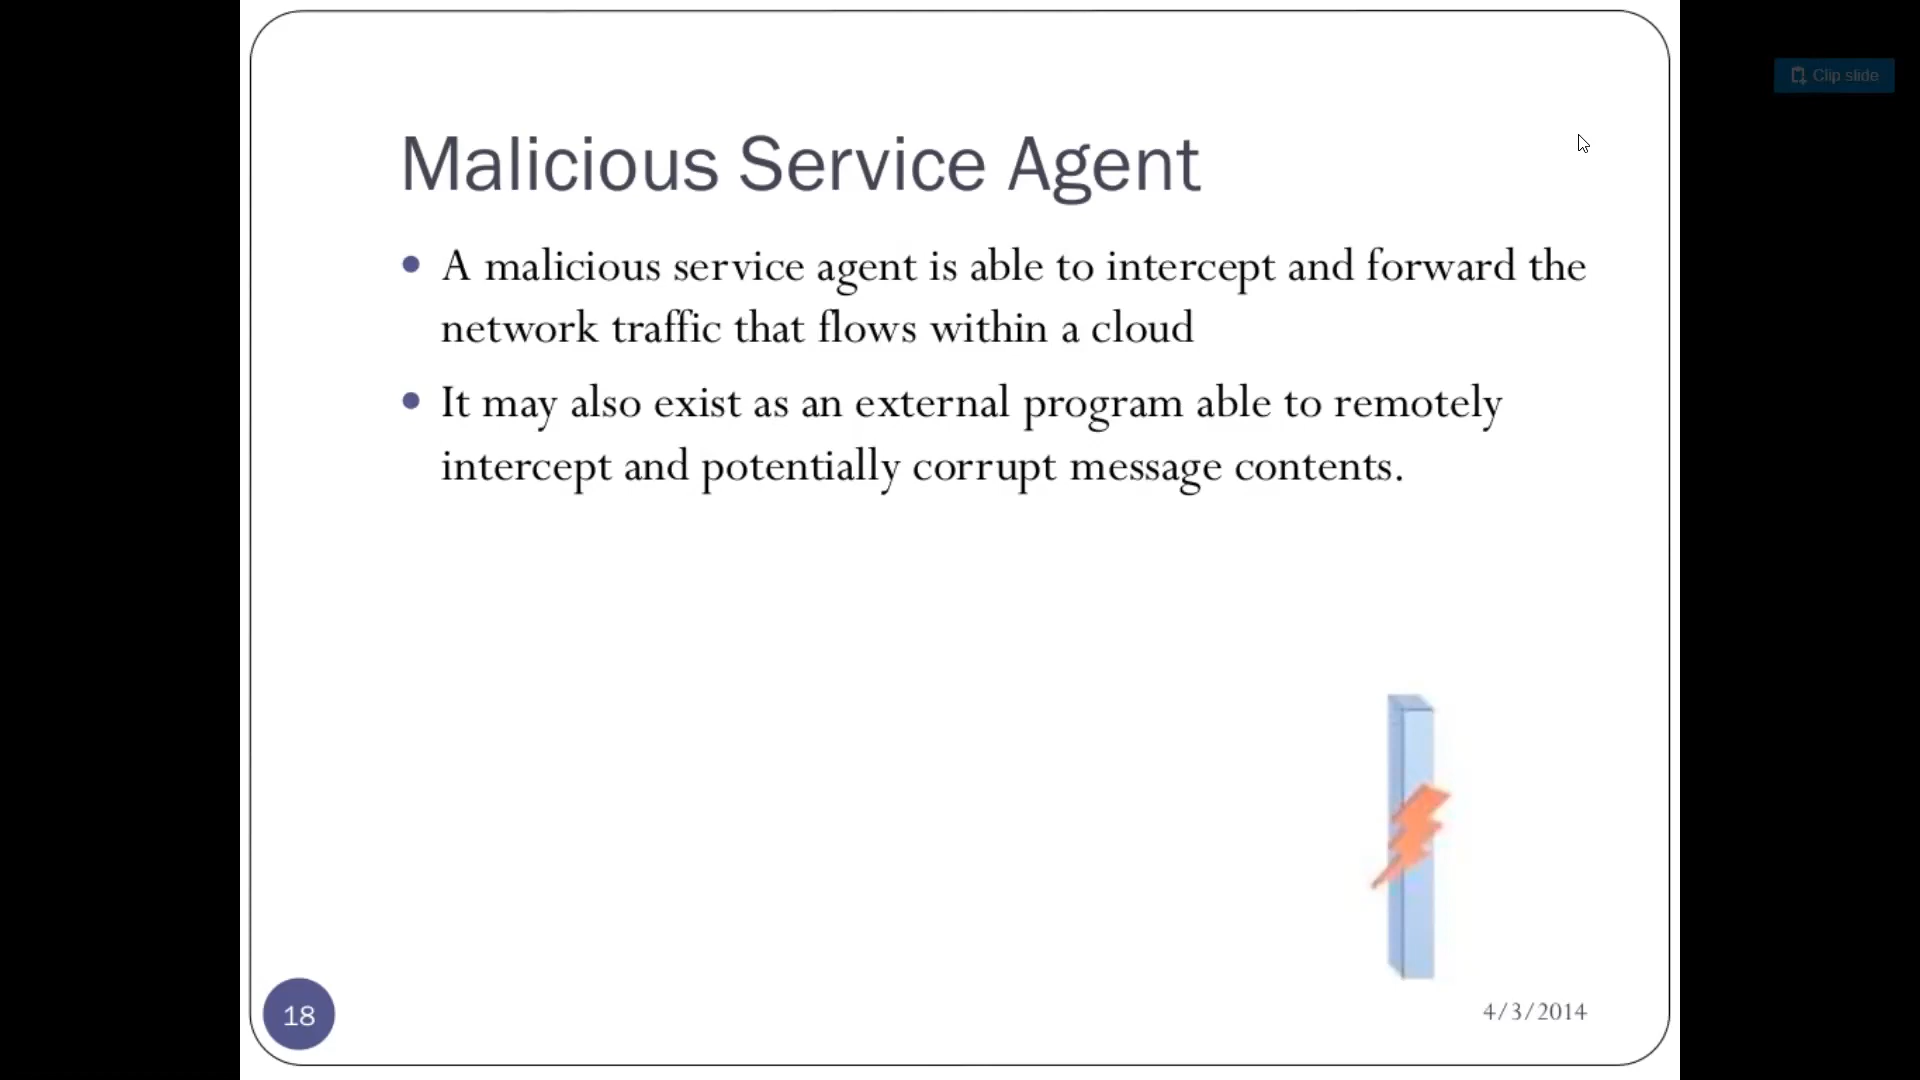 Clip slide
Malicious Service Agent
• A malicious service agent is able to intercept and forward the
network traffic that flows within a cloud
• It may also exist as an external program able to remotely
intercept and potentially corrupt message contents.
18
4/3/2014